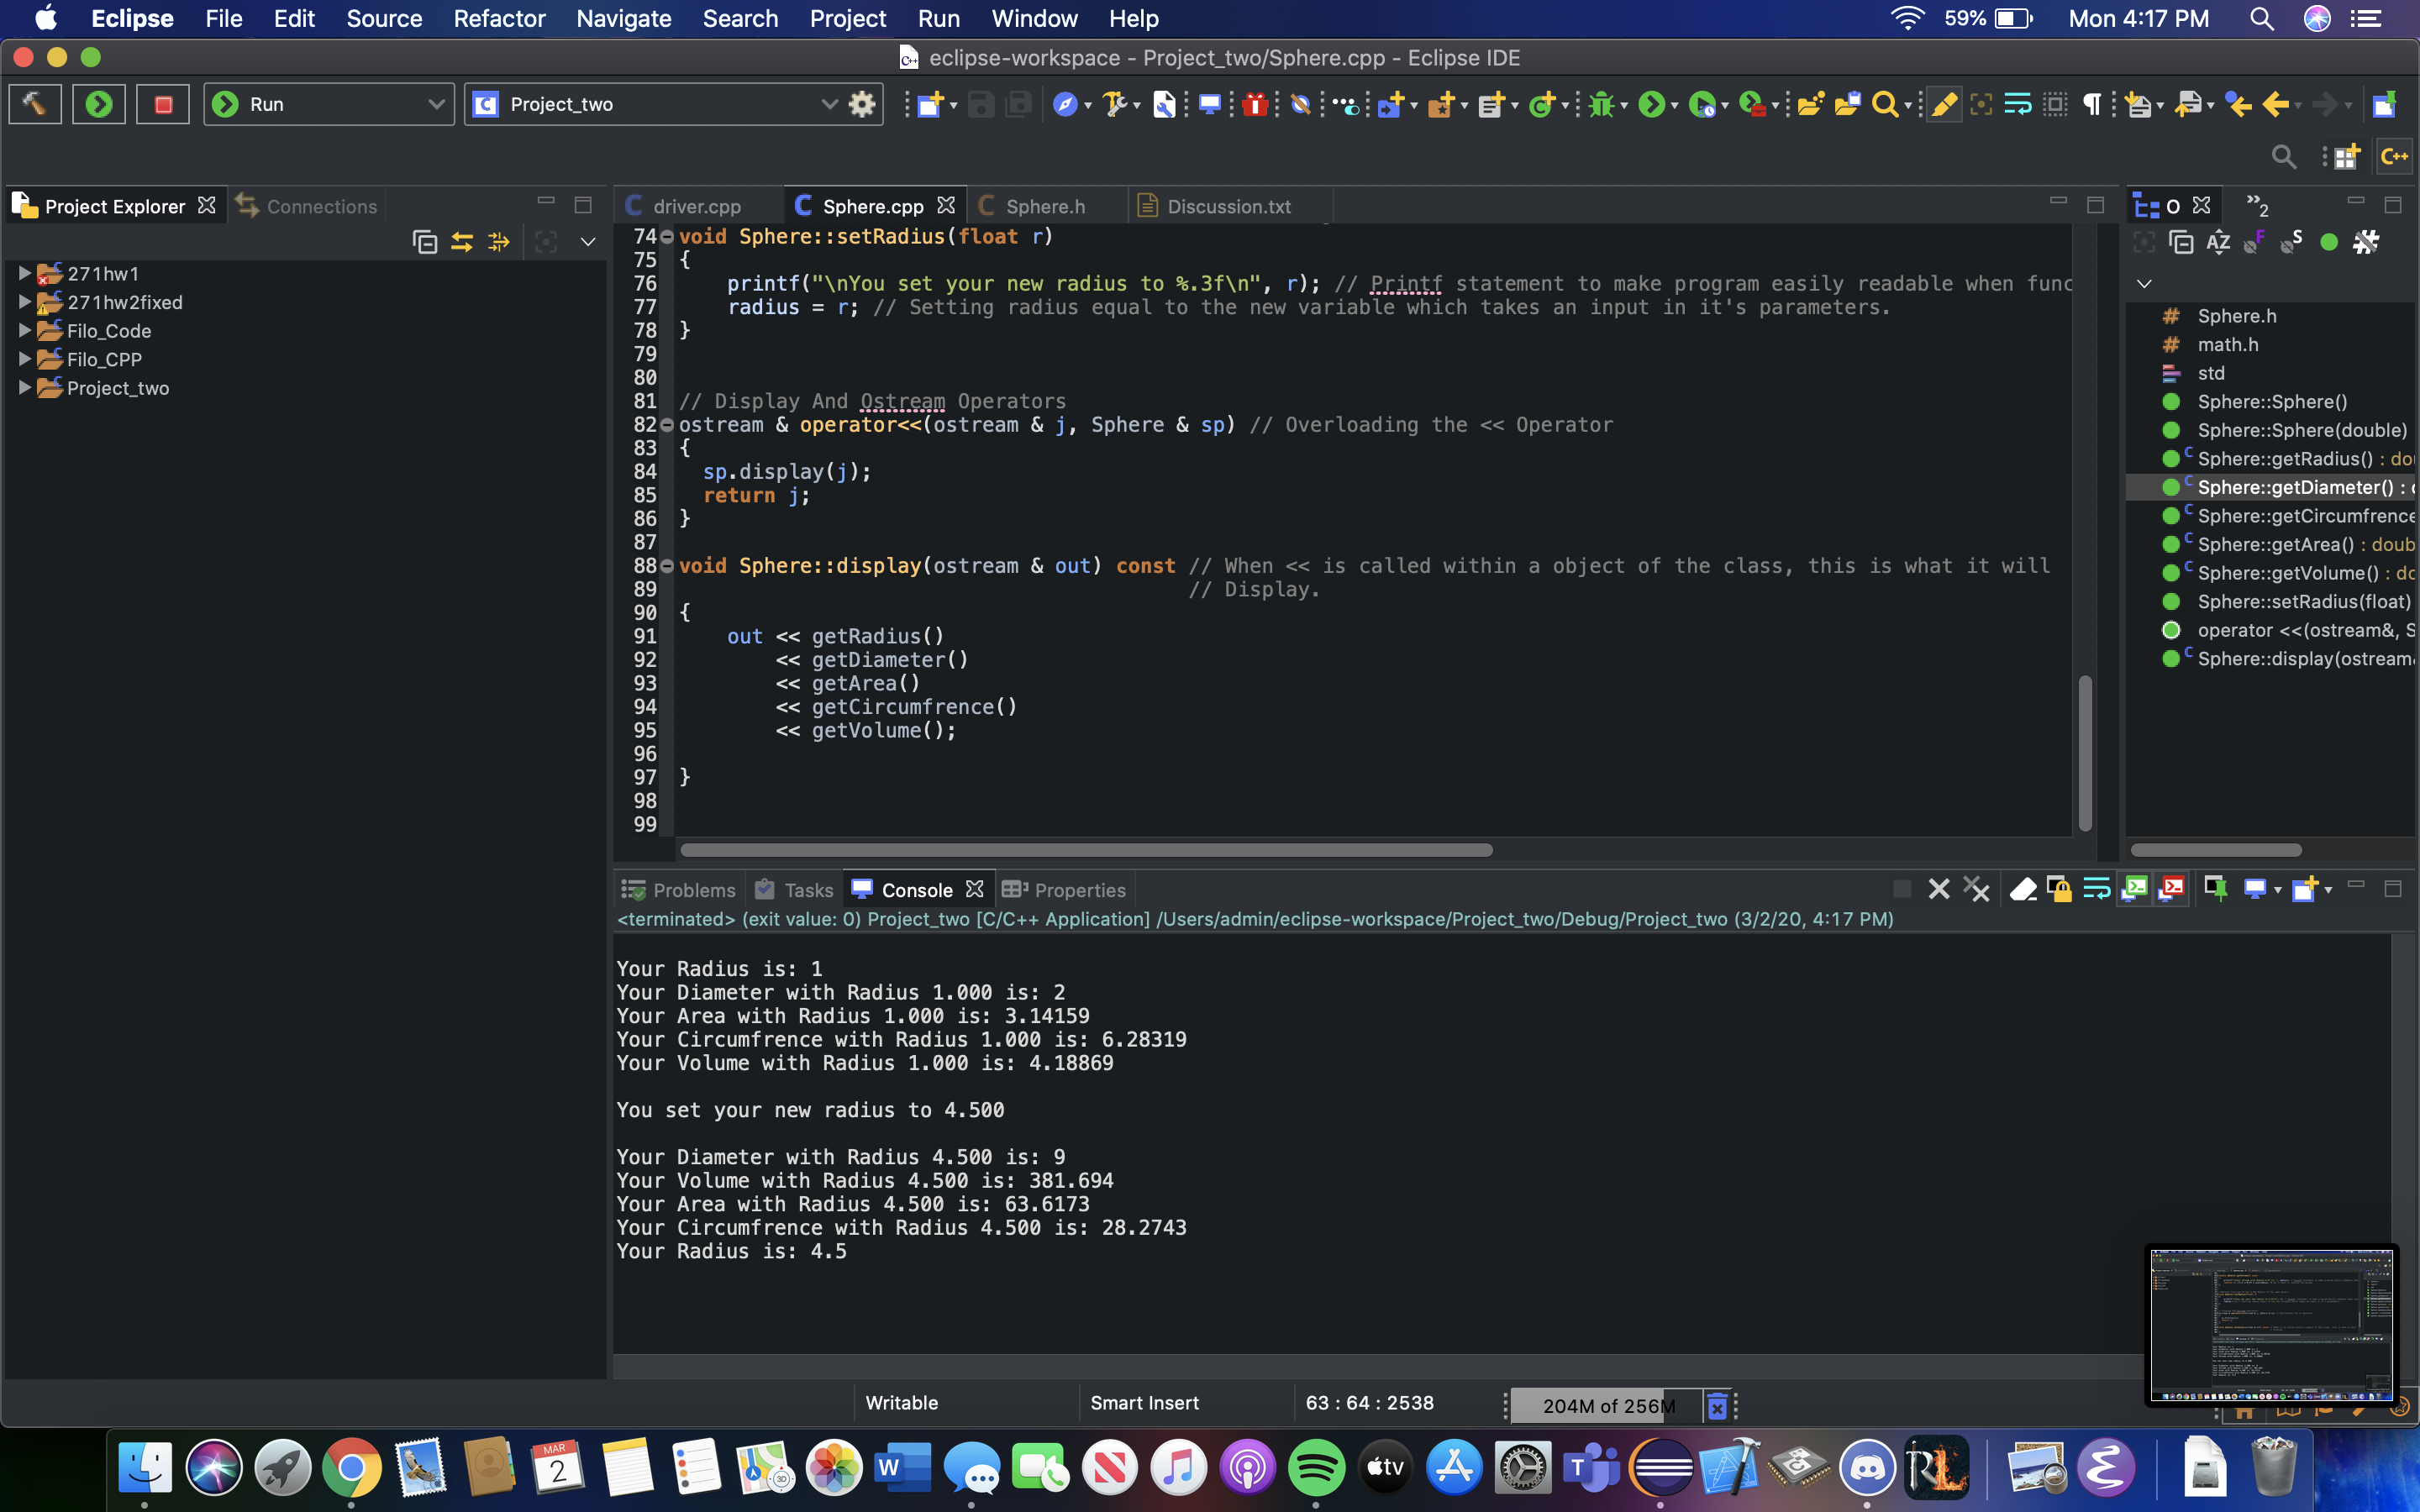 Eclipse File Edit Source Refactor Navigate Search Project Run Window Help 59% Mon 4:17 PM
eclipse-workspace - Project_two/Sphere.cpp - Eclipse IDE
Run Project_two
C++
Project Explorer Connections
271hw1
271hw2fixed
Filo_Code
Filo_CPP
Project_two
driver.cpp Sphere.cpp Sphere.h Discussion.txt
74 void Sphere::setRadius(float r)
75 {
76 printf("\nYou set your new radius to %.3f\n", r); // Printf statement to make program easily readable when func
77 radius = r; // Setting radius equal to the new variable which takes an input in it's parameters.
78 }
79
80
81 // Display And Ostream Operators
82 ostream & operator<<(ostream & j, Sphere & sp) // Overloading the << Operator
83 {
84 sp.display(j);
85 return j;
86 }
87
88 void Sphere::display(ostream & out) const // When << is called within a object of the class, this is what it will
89 // Display.
90 {
91 out << getRadius()
92 << getDiameter()
93 << getArea()
94 << getCircumfrence()
95 << getVolume();
96
97 }
98
99
O 2
Sphere.h
math.h
std
Sphere::Sphere()
Sphere::Sphere(double)
Sphere::getRadius() : do
Sphere::getDiameter() :
Sphere::getCircumfrence
Sphere::getArea() : doub
Sphere::getVolume() : do
Sphere::setRadius(float)
operator <<(ostream&, S
Sphere::display(ostream
Problems Tasks Console Properties
<terminated> (exit value: 0) Project_two [C/C++ Application] /Users/admin/eclipse-workspace/Project_two/Debug/Project_two (3/2/20, 4:17 PM)
Your Radius is: 1
Your Diameter with Radius 1.000 is: 2
Your Area with Radius 1.000 is: 3.14159
Your Circumfrence with Radius 1.000 is: 6.28319
Your Volume with Radius 1.000 is: 4.18869
You set your new radius to 4.500
Your Diameter with Radius 4.500 is: 9
Your Volume with Radius 4.500 is: 381.694
Your Area with Radius 4.500 is: 63.6173
Your Circumfrence with Radius 4.500 is: 28.2743
Your Radius is: 4.5
Writable Smart Insert 63 : 64 : 2538 204M of 256M
MAR
2
3D
W
tv
T
RL